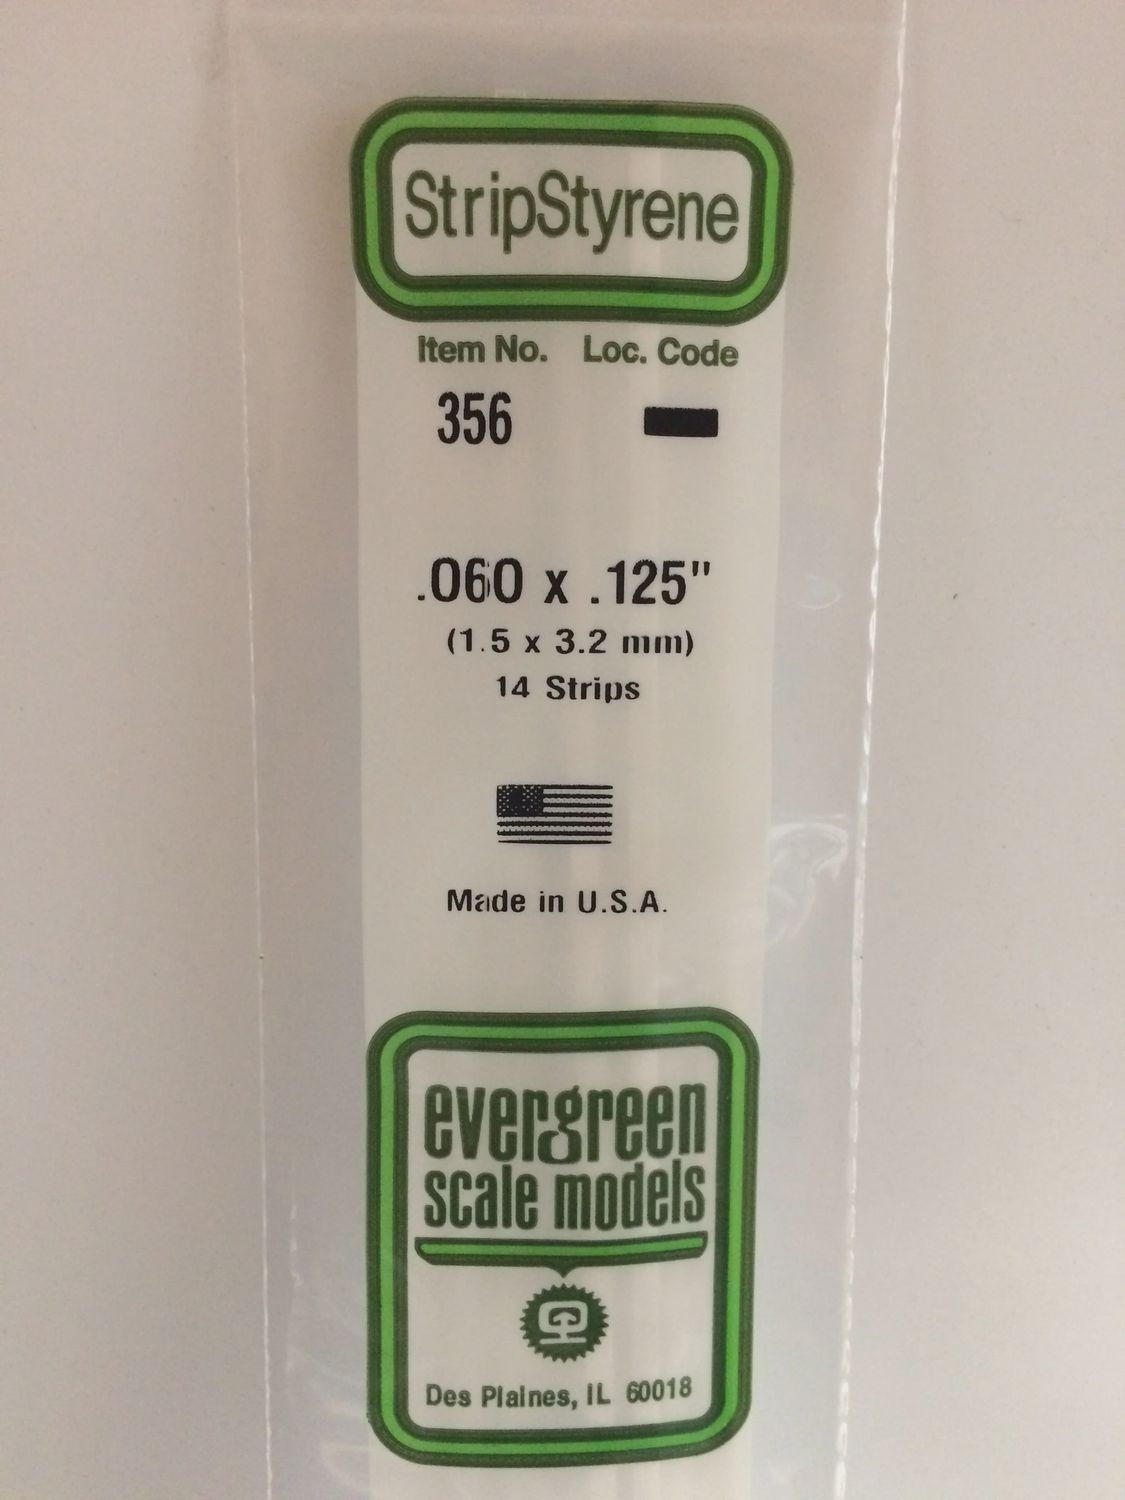 StripStyrene
Item No. Loc. Code
356
.060 x .125"
(1.5 x 3.2 mm)
14 Strips
Made in U.S.A.
evergreen
scale models
Des Plaines, IL 60018